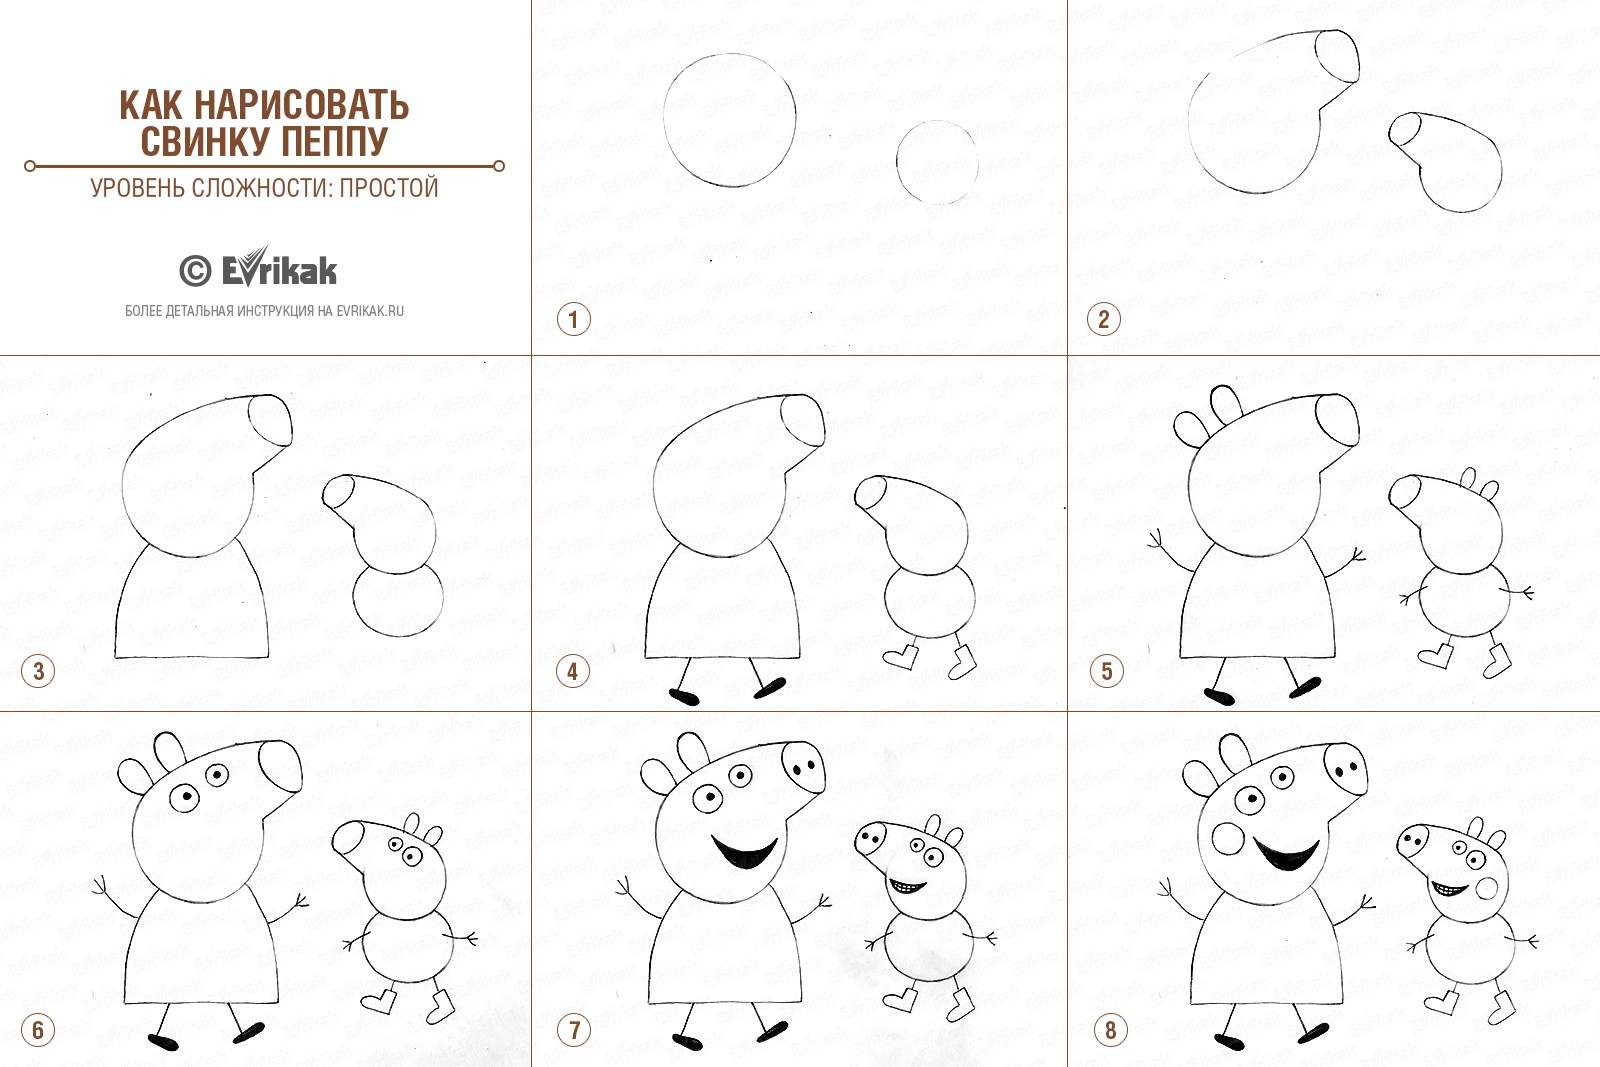 КАК НАРИСОВАТЬ
СВИНКУ ПЕППУ
УРОВЕНЬ СЛОЖНОСТИ: ПРОСТОЙ
© Evrikak
БОЛЕЕ ДЕТАЛЬНАЯ ИНСТРУКЦИЯ НА EVRIKAK.RU
1
2
3
4
5
6
7
8